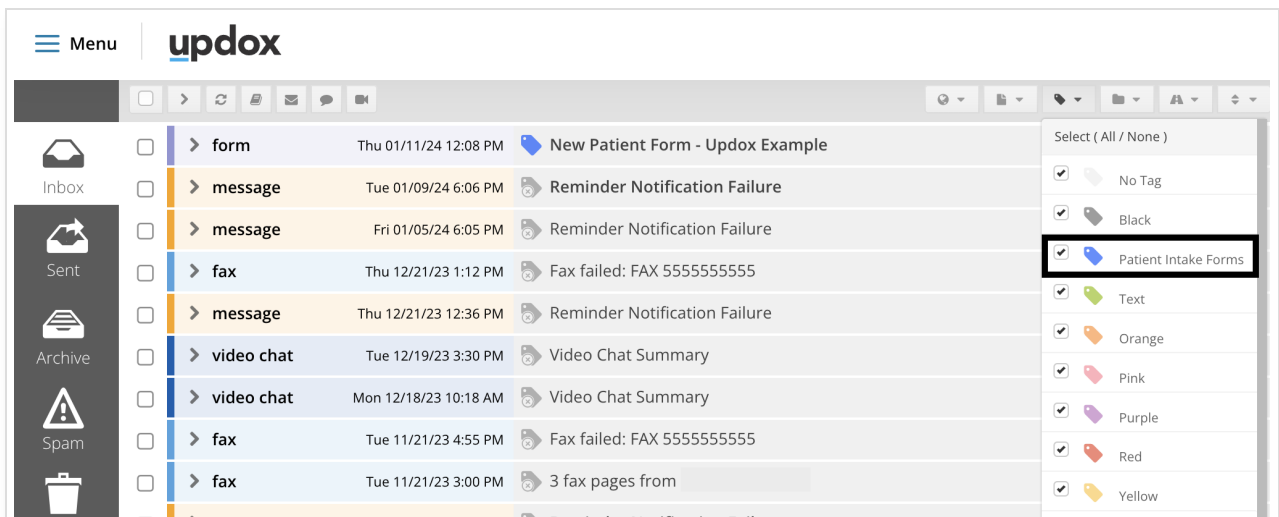 Menu
updox
Inbox
Sent
Archive
Spam
form Thu 01/11/24 12:08 PM New Patient Form - Updox Example
message Tue 01/09/24 6:06 PM Reminder Notification Failure
message Fri 01/05/24 6:05 PM Reminder Notification Failure
fax Thu 12/21/23 1:12 PM Fax failed: FAX 5555555555
message Thu 12/21/23 12:36 PM Reminder Notification Failure
video chat Tue 12/19/23 3:30 PM Video Chat Summary
video chat Mon 12/18/23 10:18 AM Video Chat Summary
fax Tue 11/21/23 4:55 PM Fax failed: FAX 5555555555
fax Tue 11/21/23 3:00 PM 3 fax pages from
Select ( All / None )
No Tag
Black
Patient Intake Forms
Text
Orange
Pink
Purple
Red
Yellow